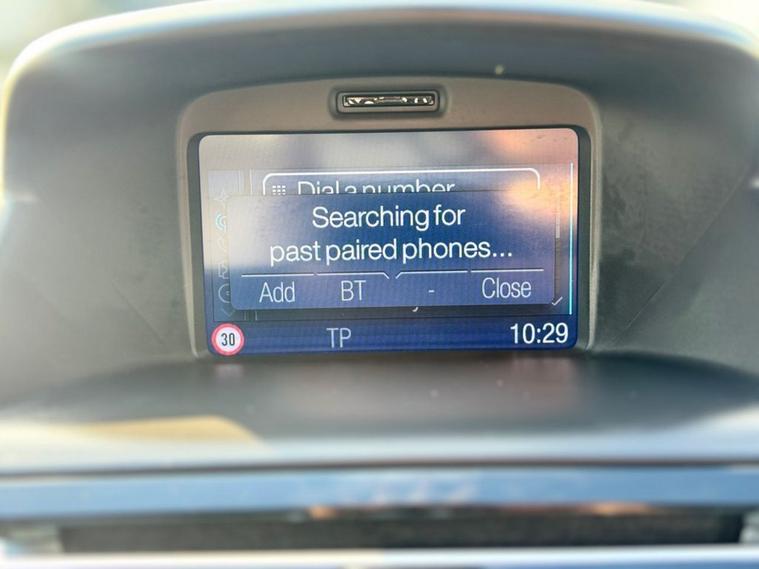 Dial a number
Searching for
past paired phones...
Add BT - Close
30 TP 10:29